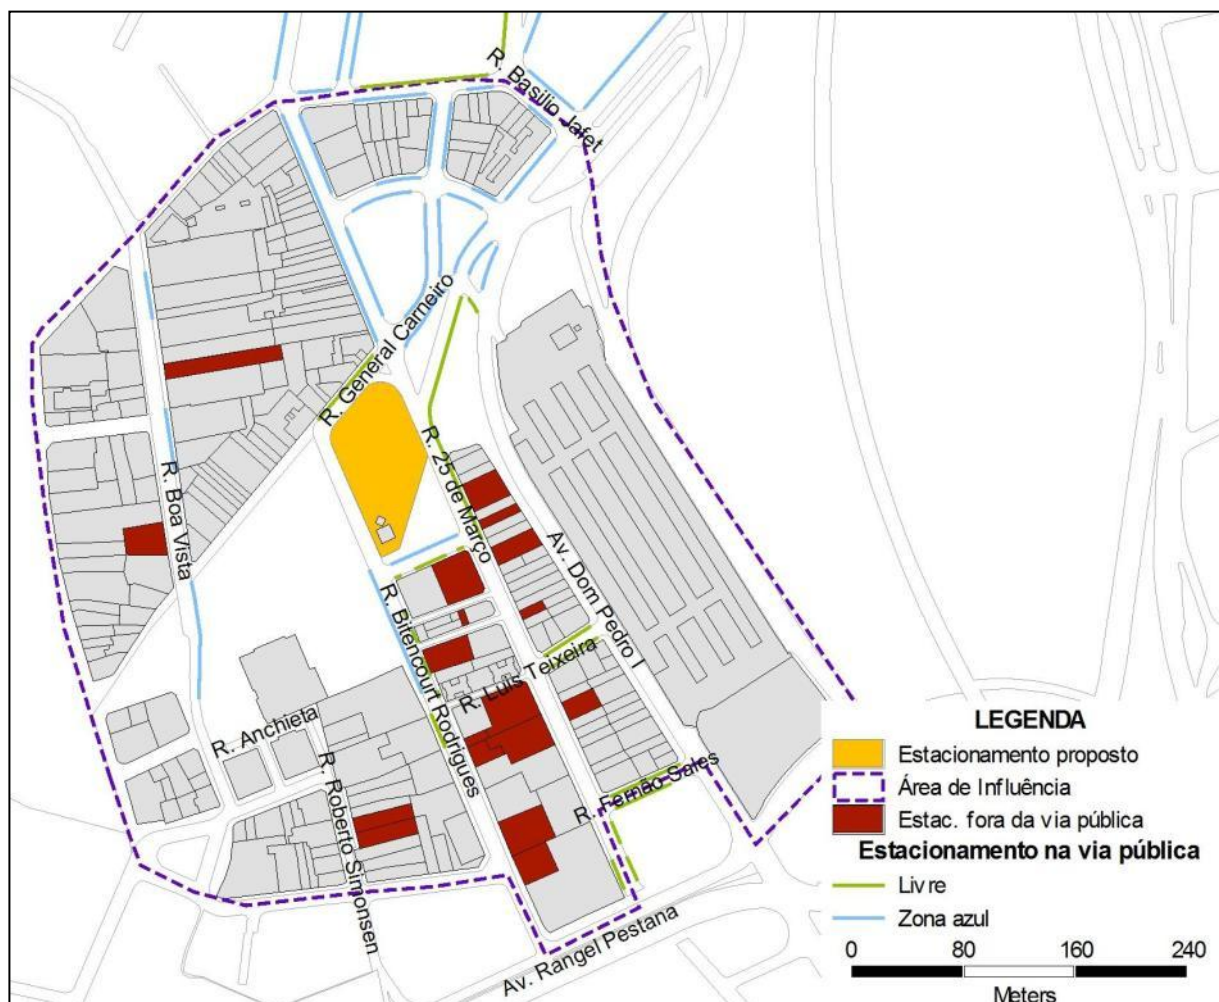 R. Basilio Jafet
R. General Carneiro
R. 25 de Março
R. Boa Vista
Av. Dom Pedro I
R. Bitencourt Rodrigues
R. Luis Teixeira
R. Anchieta
R. Roberto Simonsen
R. Fernão Sales
Av. Rangel Pestana
LEGENDA
Estacionamento proposto
Área de Influência
Estac. fora da via pública
Estacionamento na via pública
Livre
Zona azul
0 80 160 240
Meters